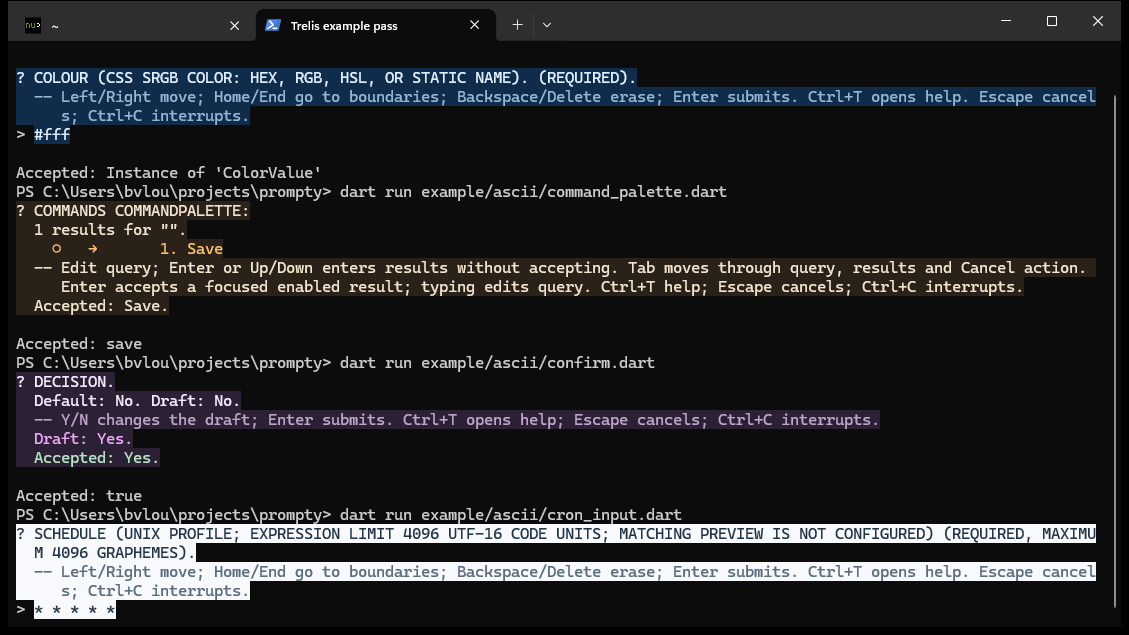 nu> ~
Trelis example pass
? COLOUR (CSS SRGB COLOR: HEX, RGB, HSL, OR STATIC NAME). (REQUIRED).
-- Left/Right move; Home/End go to boundaries; Backspace/Delete erase; Enter submits. Ctrl+T opens help. Escape cancel
s; Ctrl+C interrupts.
> #fff
Accepted: Instance of 'ColorValue'
PS C:\Users\bvlou\projects\prompty> dart run example/ascii/command_palette.dart
? COMMANDS COMMANDPALETTE:
1 results for "".
○ → 1. Save
-- Edit query; Enter or Up/Down enters results without accepting. Tab moves through query, results and Cancel action.
Enter accepts a focused enabled result; typing edits query. Ctrl+T help; Escape cancels; Ctrl+C interrupts.
Accepted: Save.
Accepted: save
PS C:\Users\bvlou\projects\prompty> dart run example/ascii/confirm.dart
? DECISION.
Default: No. Draft: No.
-- Y/N changes the draft; Enter submits. Ctrl+T opens help; Escape cancels; Ctrl+C interrupts.
Draft: Yes.
Accepted: Yes.
Accepted: true
PS C:\Users\bvlou\projects\prompty> dart run example/ascii/cron_input.dart
? SCHEDULE (UNIX PROFILE; EXPRESSION LIMIT 4096 UTF-16 CODE UNITS; MATCHING PREVIEW IS NOT CONFIGURED) (REQUIRED, MAXIMU
M 4096 GRAPHEMES).
-- Left/Right move; Home/End go to boundaries; Backspace/Delete erase; Enter submits. Ctrl+T opens help. Escape cancel
s; Ctrl+C interrupts.
> * * * * *